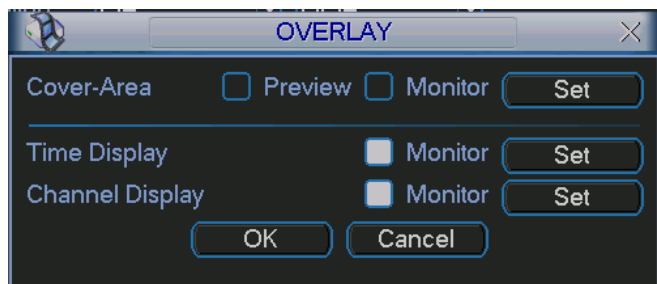 OVERLAY
Cover-Area Preview Monitor Set
Time Display Monitor Set
Channel Display Monitor Set
OK Cancel